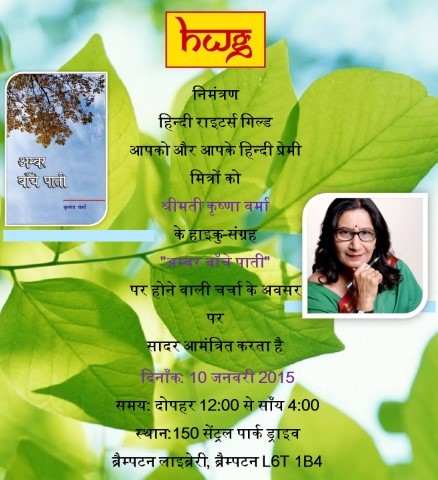 hwg
निमंत्रण
हिन्दी राइटर्स गिल्ड
आपको और आपके हिन्दी प्रेमी
मित्रों को
श्रीमती कृष्णा वर्मा
के हाइकु-संग्रह
"अम्बर बाँचे पाती"
पर होने वाली चर्चा के अवसर
पर
सादर आमंत्रित करता है
दिनाँक: 10 जनवरी 2015
समय: दोपहर 12:00 से साँय 4:00
स्थान:150 सेंट्रल पार्क ड्राइव
ब्रैम्पटन लाइब्रेरी, ब्रैम्पटन L6T 1B4
अम्बर
बाँचे पाती
कृष्णा वर्मा